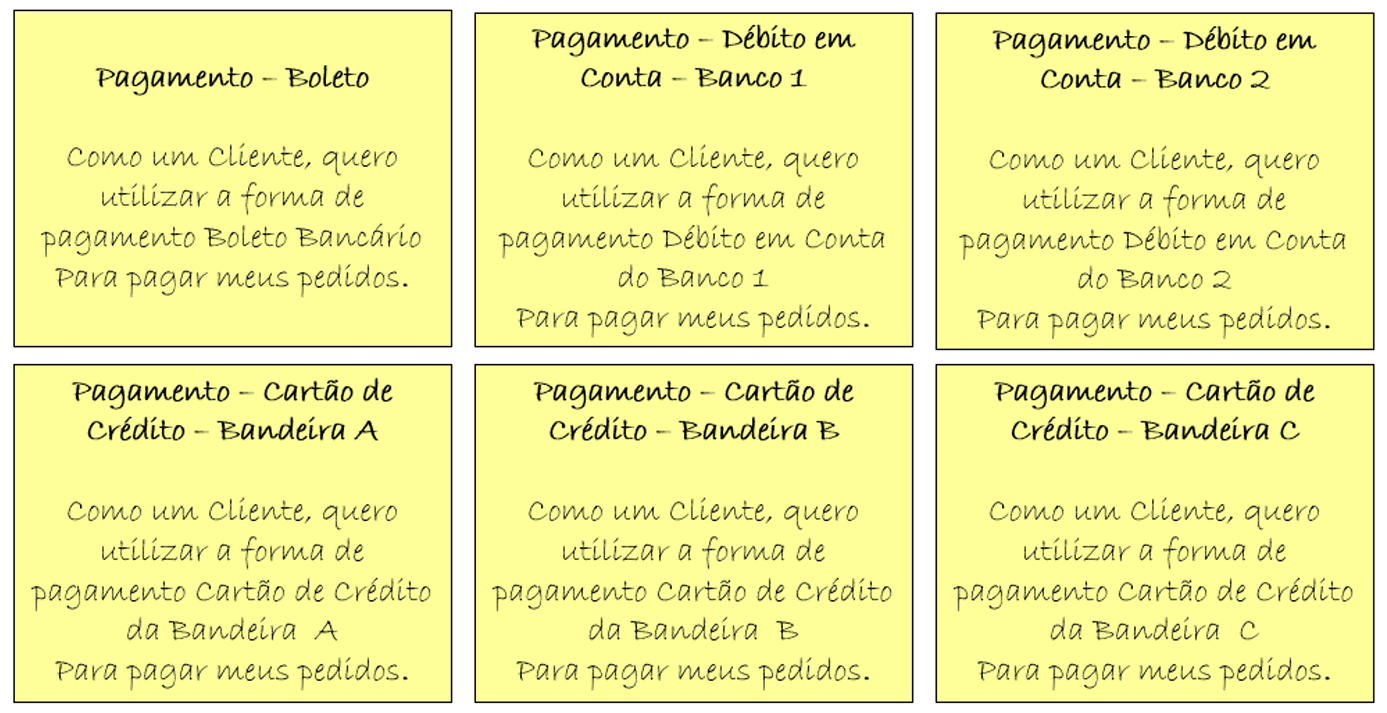 Pagamento – Boleto
Como um Cliente, quero
utilizar a forma de
pagamento Boleto Bancário
Para pagar meus pedidos.
Pagamento – Débito em
Conta – Banco 1
Como um Cliente, quero
utilizar a forma de
pagamento Débito em Conta
do Banco 1
Para pagar meus pedidos.
Pagamento – Débito em
Conta – Banco 2
Como um Cliente, quero
utilizar a forma de
pagamento Débito em Conta
do Banco 2
Para pagar meus pedidos.
Pagamento – Cartão de
Crédito – Bandeira A
Como um Cliente, quero
utilizar a forma de
pagamento Cartão de Crédito
da Bandeira A
Para pagar meus pedidos.
Pagamento – Cartão de
Crédito – Bandeira B
Como um Cliente, quero
utilizar a forma de
pagamento Cartão de Crédito
da Bandeira B
Para pagar meus pedidos.
Pagamento – Cartão de
Crédito – Bandeira C
Como um Cliente, quero
utilizar a forma de
pagamento Cartão de Crédito
da Bandeira C
Para pagar meus pedidos.